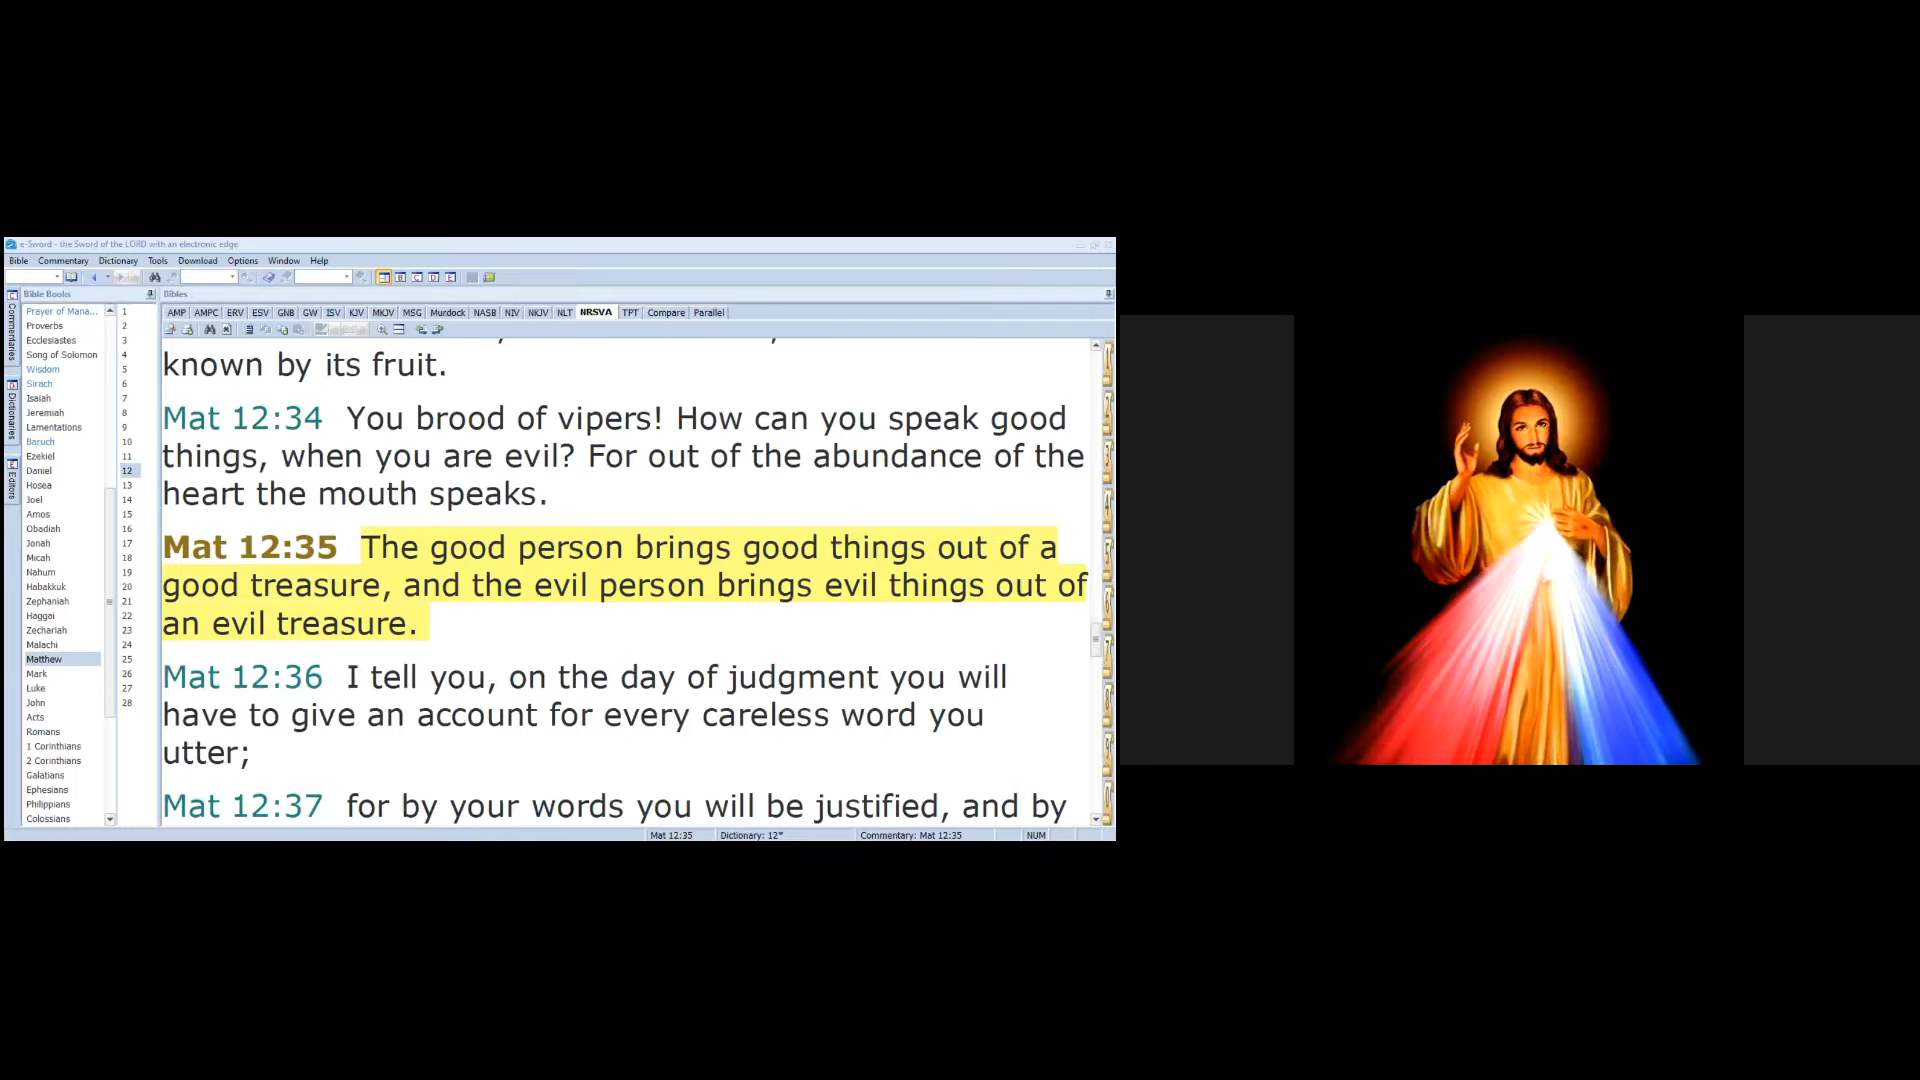 e-Sword - the Sword of the LORD with an electronic edge
Bible Commentary Dictionary Tools Download Options Window Help
Bible Books
Bibles
AMP AMPC ERV ESV GNB GW ISV KJV MKJV MSG Murdock NASB NIV NKJV NLT NRSVA TPT Compare Parallel
Commentaries
Dictionaries
Editors
Prayer of Mana...
Proverbs
Ecclesiastes
Song of Solomon
Wisdom
Sirach
Isaiah
Jeremiah
Lamentations
Baruch
Ezekiel
Daniel
Hosea
Joel
Amos
Obadiah
Jonah
Micah
Nahum
Habakkuk
Zephaniah
Haggai
Zechariah
Malachi
Matthew
Mark
Luke
John
Acts
Romans
1 Corinthians
2 Corinthians
Galatians
Ephesians
Philippians
Colossians
1
2
3
4
5
6
7
8
9
10
11
12
13
14
15
16
17
18
19
20
21
22
23
24
25
26
27
28
known by its fruit.
Mat 12:34 You brood of vipers! How can you speak good
things, when you are evil? For out of the abundance of the
heart the mouth speaks.
Mat 12:35 The good person brings good things out of a
good treasure, and the evil person brings evil things out of
an evil treasure.
Mat 12:36 I tell you, on the day of judgment you will
have to give an account for every careless word you
utter;
Mat 12:37 for by your words you will be justified, and by
Mat 12:35 Dictionary: 12* Commentary: Mat 12:35 NUM